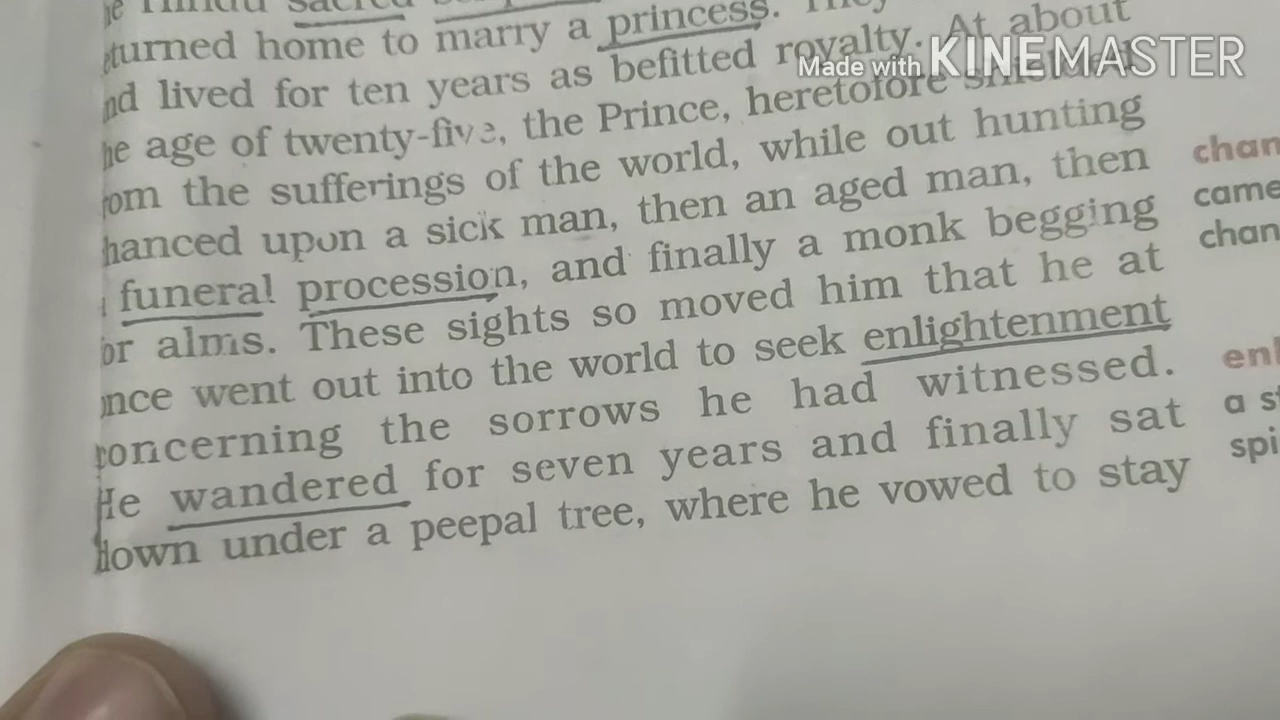 sacred
turned home to marry a princess.
nd lived for ten years as befitted royalty. At about
he age of twenty-five, the Prince, heretofore
rom the sufferings of the world, while out hunting
hanced upon a sick man, then an aged man, then
funeral procession, and finally a monk begging
or alms. These sights so moved him that he at
once went out into the world to seek enlightenment
concerning the sorrows he had witnessed.
He wandered for seven years and finally sat
down under a peepal tree, where he vowed to stay
Made with KINEMASTER
chan
came
chan
enl
a st
spi